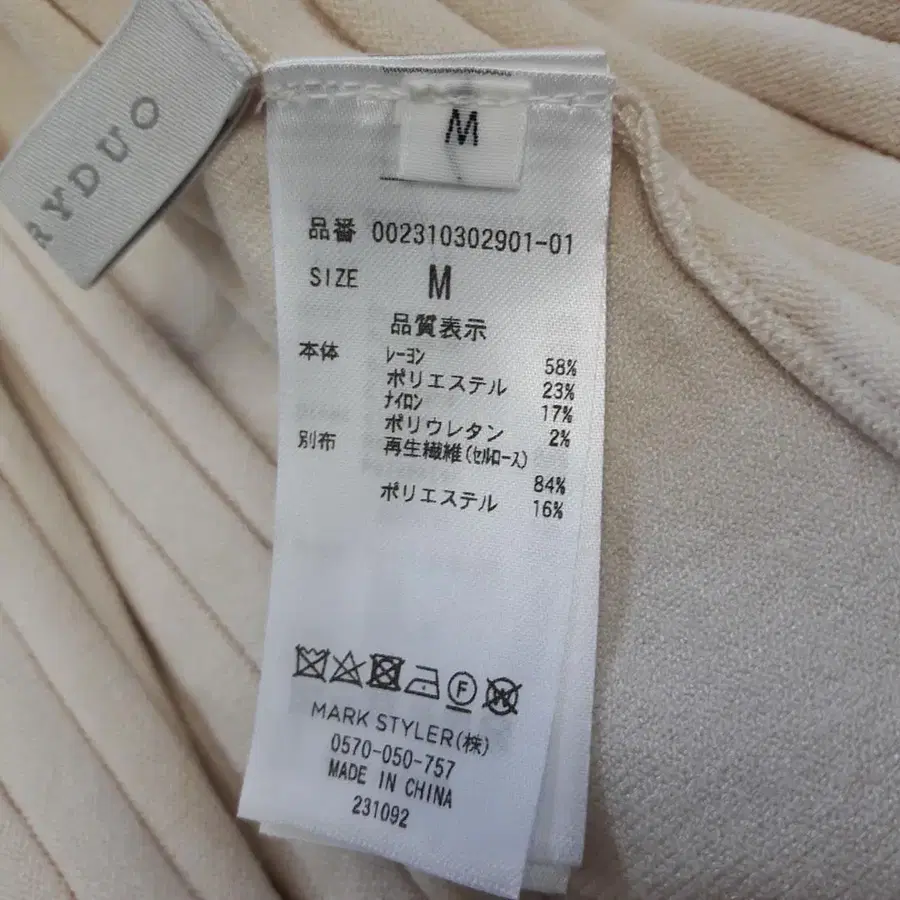 RYDUO
M
品番 002310302901-01
SIZE M
品質表示
本体 レーヨン 58%
ポリエステル 23%
ナイロン 17%
ポリウレタン 2%
別布 再生繊維(セルロース)
84%
ポリエステル 16%
F
W
MARK STYLER(株)
0570-050-757
MADE IN CHINA
231092